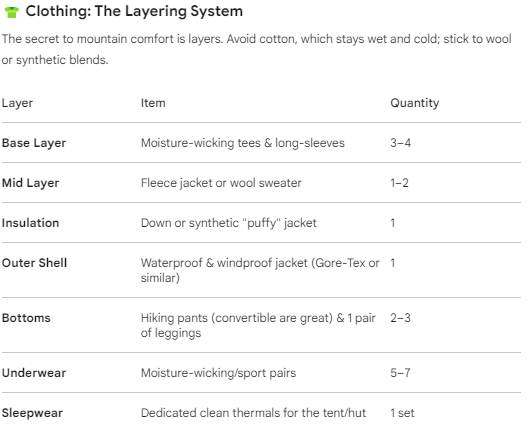 Clothing: The Layering System
The secret to mountain comfort is layers. Avoid cotton, which stays wet and cold; stick to wool
or synthetic blends.
Layer Item Quantity
Base Layer Moisture-wicking tees & long-sleeves 3–4
Mid Layer Fleece jacket or wool sweater 1–2
Insulation Down or synthetic "puffy" jacket 1
Outer Shell Waterproof & windproof jacket (Gore-Tex or 1
similar)
Bottoms Hiking pants (convertible are great) & 1 pair 2–3
of leggings
Underwear Moisture-wicking/sport pairs 5–7
Sleepwear Dedicated clean thermals for the tent/hut 1 set